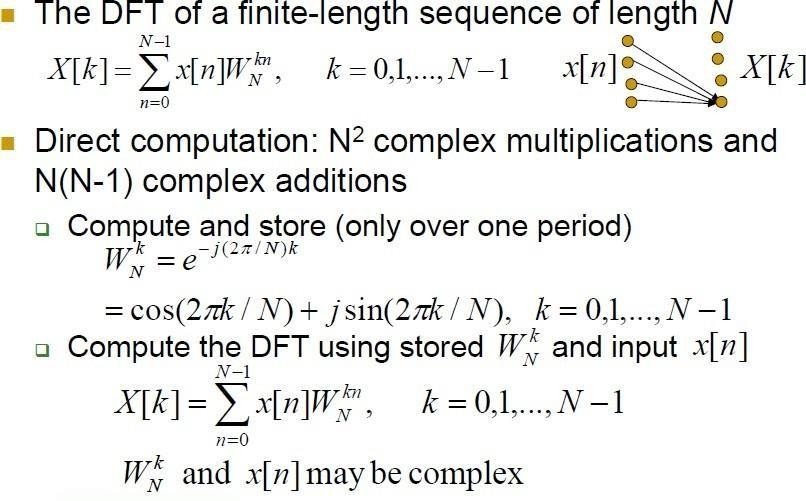 The DFT of a finite-length sequence of length N
X[k] = \sum_{n=0}^{N-1} x[n]W_N^{kn}, k = 0,1,..., N−1 x[n] X[k]
Direct computation: N² complex multiplications and
N(N-1) complex additions
Compute and store (only over one period)
W_N^k = e^{-j(2π/N)k}
= cos(2πk / N) + j sin(2πk / N), k = 0,1,..., N−1
Compute the DFT using stored W_N^k and input x[n]
X[k] = \sum_{n=0}^{N-1} x[n]W_N^{kn}, k = 0,1,..., N−1
W_N^k and x[n] may be complex